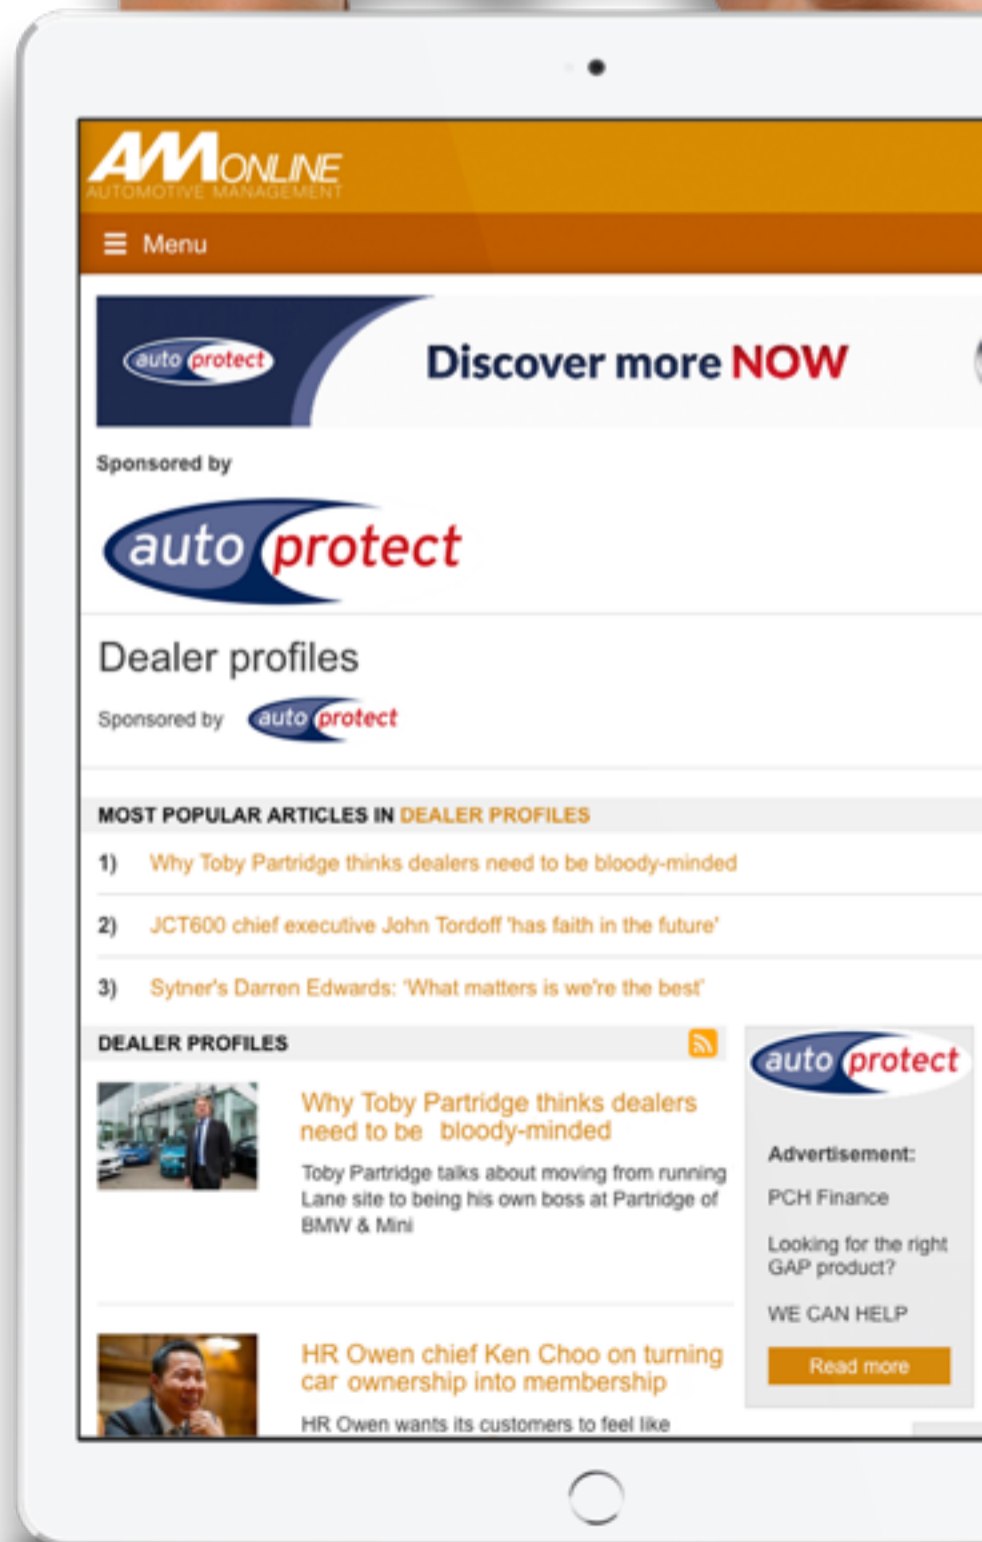 AM ONLINE
AUTOMOTIVE MANAGEMENT
Menu
auto protect
Discover more NOW
Sponsored by
auto protect
Dealer profiles
Sponsored by auto protect
MOST POPULAR ARTICLES IN DEALER PROFILES
1) Why Toby Partridge thinks dealers need to be bloody-minded
2) JCT600 chief executive John Tordoff 'has faith in the future'
3) Sytner's Darren Edwards: 'What matters is we're the best'
DEALER PROFILES
Why Toby Partridge thinks dealers
need to be bloody-minded
Toby Partridge talks about moving from running
Lane site to being his own boss at Partridge of
BMW & Mini
HR Owen chief Ken Choo on turning
car ownership into membership
HR Owen wants its customers to feel like
auto protect
Advertisement:
PCH Finance
Looking for the right
GAP product?
WE CAN HELP
Read more